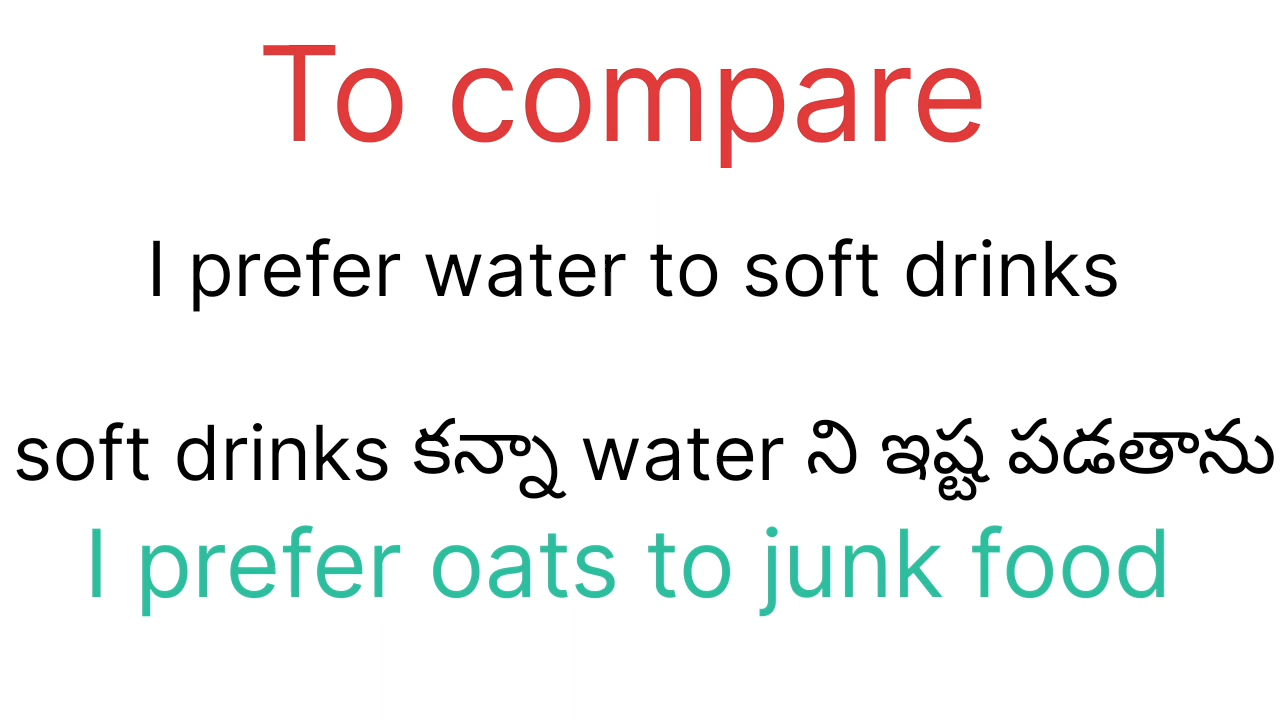 To compare
I prefer water to soft drinks
soft drinks కన్నా water ని ఇష్ట పడతాను
I prefer oats to junk food